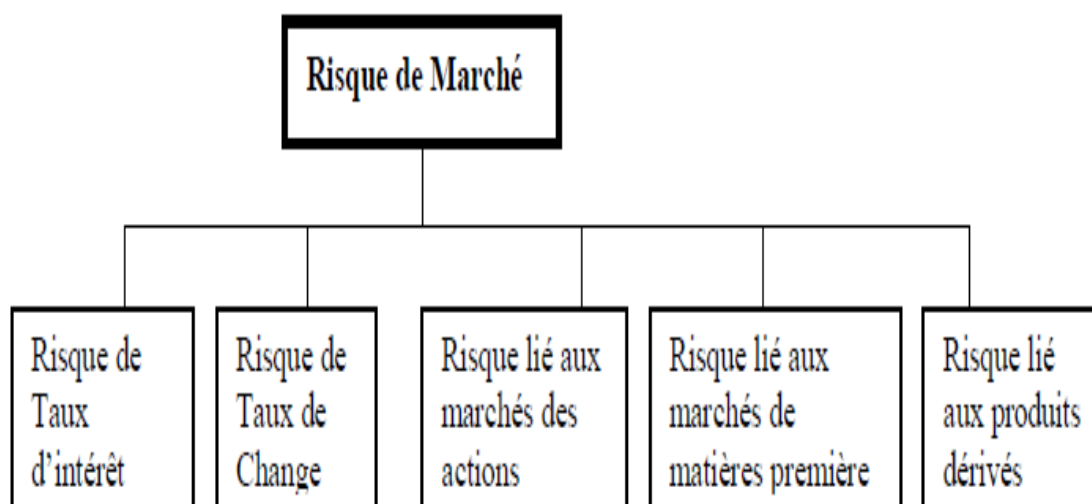 Risque de Marché
Risque de
Taux
d’intérêt
Risque de
Taux de
Change
Risque lié aux
marchés des
actions
Risque lié aux
marchés de
matières première
Risque lié
aux produits
dérivés